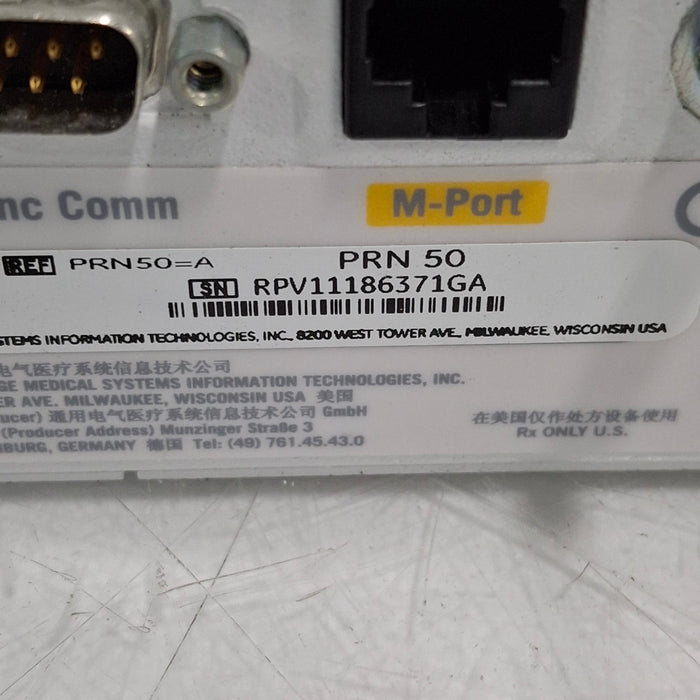 nc Comm
M-Port
REF PRN50=A PRN 50
SN RPV11186371GA
STEMS INFORMATION TECHNOLOGIES, INC., 8200 WEST TOWER AVE., MILWAUKEE, WISCONSIN USA
电气医疗系统信息技术公司
GE MEDICAL SYSTEMS INFORMATION TECHNOLOGIES, INC.
ER AVE. MILWAUKEE, WISCONSIN USA 美国
ucer) 通用电气医疗系统信息技术公司 GmbH
(Producer Address) Munzinger Straße 3
BURG, GERMANY 德国 Tel: (49) 761.45.43.0
在美国仅作处方设备使用
Rx ONLY U.S.